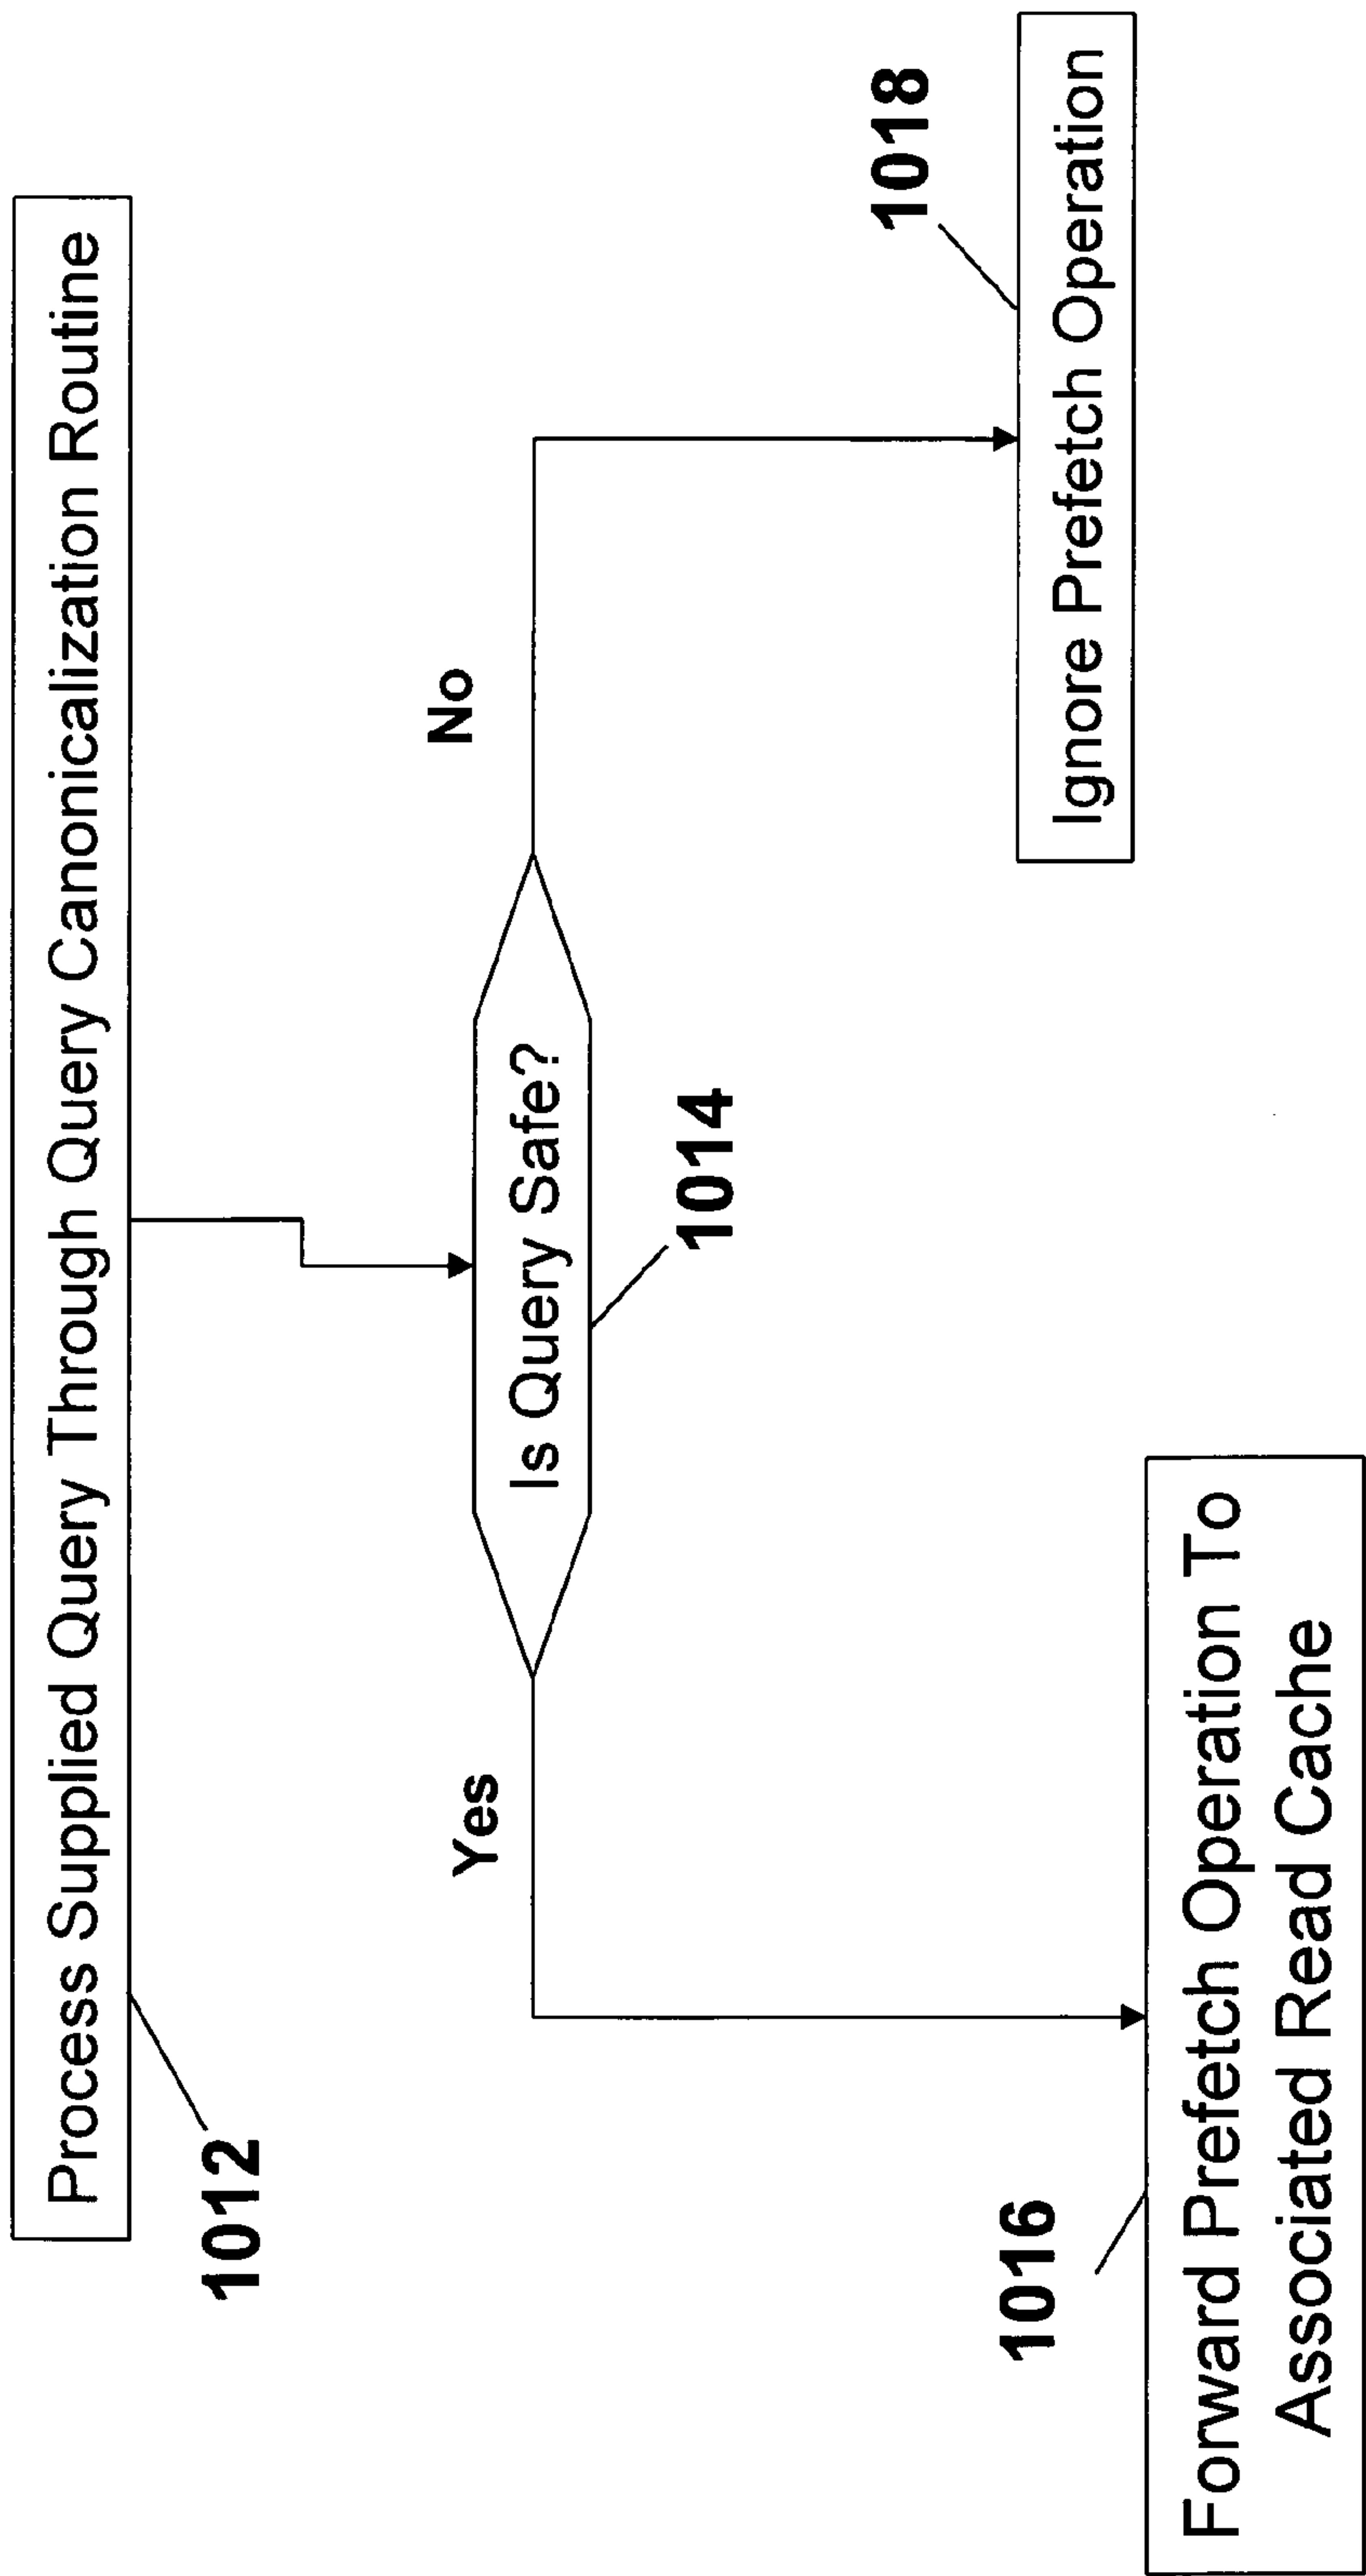 Process Supplied Query Through Query Canonicalization Routine
1012
Is Query Safe?
1014
Yes
No
Forward Prefetch Operation To
Associated Read Cache
1016
Ignore Prefetch Operation
1018